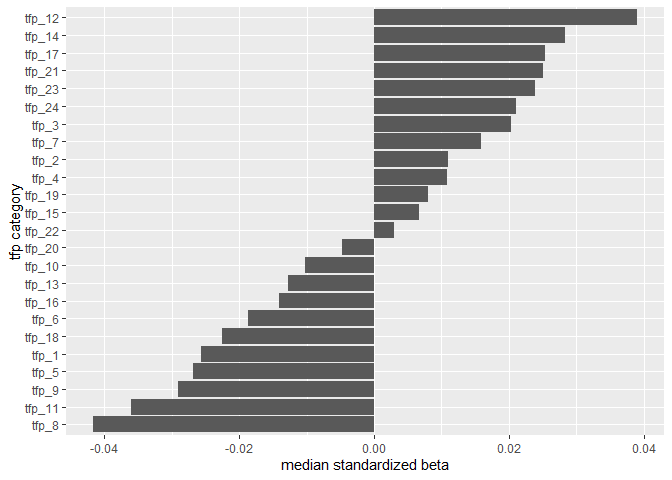 tfp_12
tfp_14
tfp_17
tfp_21
tfp_23
tfp_24
tfp_3
tfp_7
tfp_2
tfp_4
tfp_19
tfp_15
tfp_22
tfp_20
tfp_10
tfp_13
tfp_16
tfp_6
tfp_18
tfp_1
tfp_5
tfp_9
tfp_11
tfp_8
tfp category
-0.04 -0.02 0.00 0.02 0.04
median standardized beta